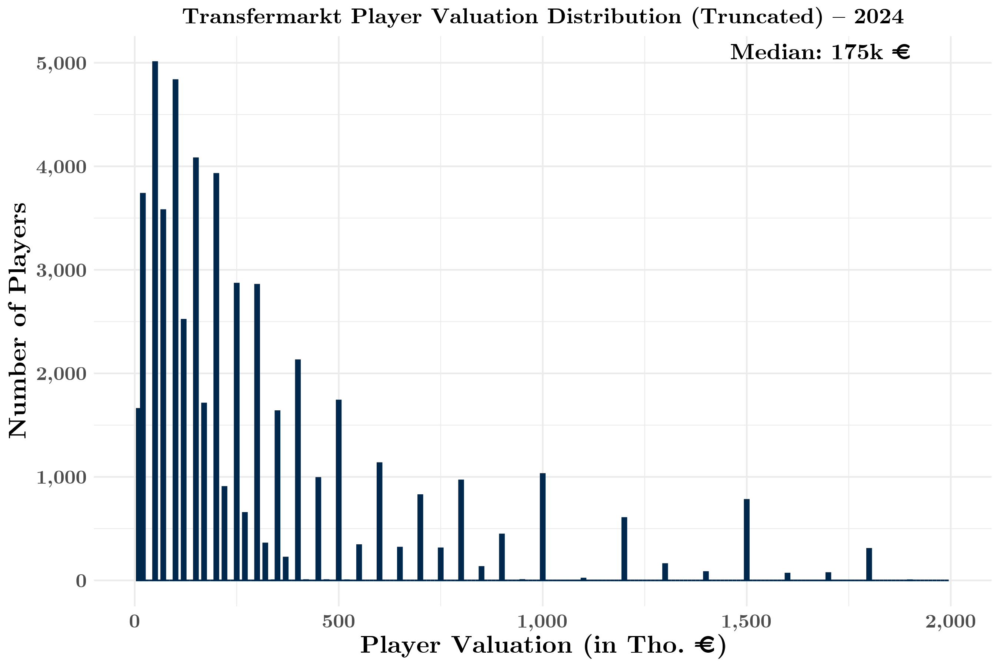 Transfermarkt Player Valuation Distribution (Truncated) – 2024
Median: 175k €
Number of Players
5,000
4,000
3,000
2,000
1,000
0
0 500 1,000 1,500 2,000
Player Valuation (in Tho. €)